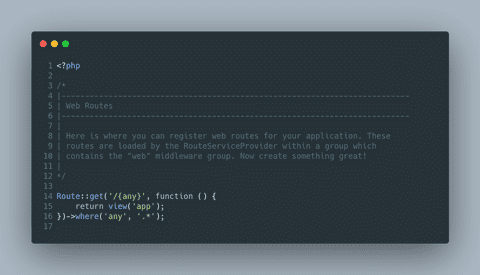 1 <?php
2
3 /*
4 |--------------------------------------------------------------------------
5 | Web Routes
6 |--------------------------------------------------------------------------
7 |
8 | Here is where you can register web routes for your application. These
9 | routes are loaded by the RouteServiceProvider within a group which
10 | contains the "web" middleware group. Now create something great!
11 |
12 */
13
14 Route::get('/{any}', function () {
15     return view('app');
16 })->where('any', '.*');
17